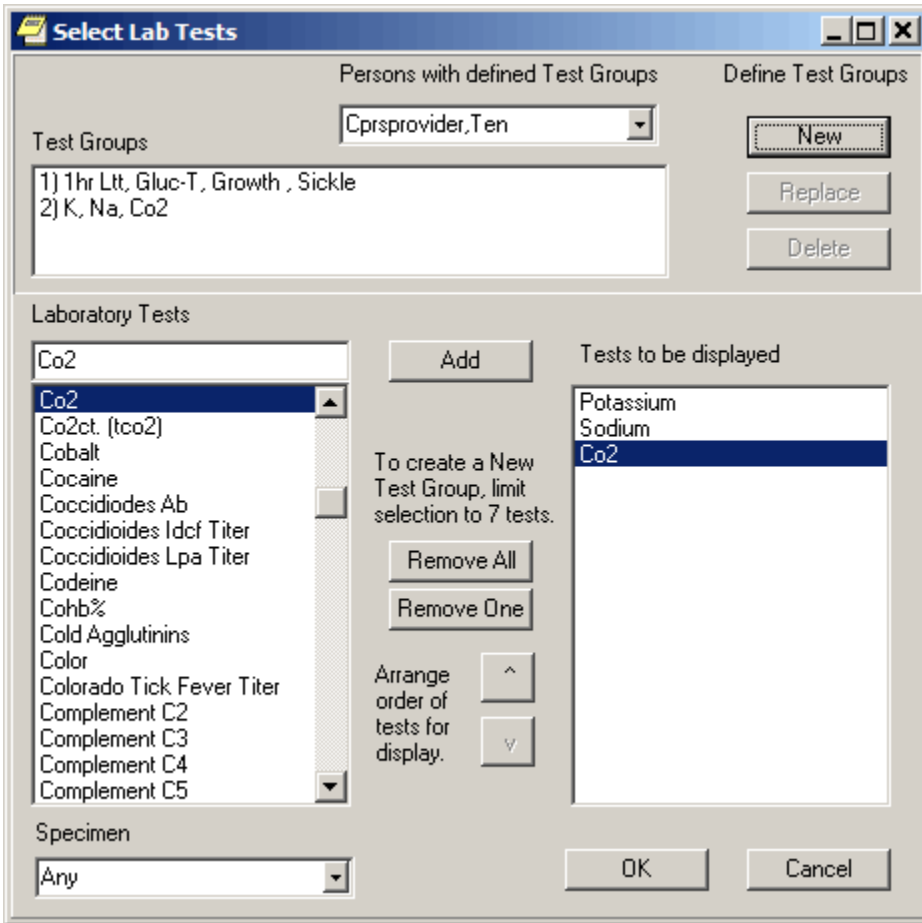 Select Lab Tests
Persons with defined Test Groups
Define Test Groups
Cprsprovider,Ten
New
Test Groups
1) 1hr Ltt, Gluc-T, Growth , Sickle
2) K, Na, Co2
Replace
Delete
Laboratory Tests
Co2
Add
Tests to be displayed
Co2
Co2ct. (tco2)
Cobalt
Cocaine
Coccidiodes Ab
Coccidioides Idcf Titer
Coccidioides Lpa Titer
Codeine
Cohb%
Cold Agglutinins
Color
Colorado Tick Fever Titer
Complement C2
Complement C3
Complement C4
Complement C5
To create a New
Test Group, limit
selection to 7 tests.
Remove All
Remove One
Arrange
order of
tests for
display.
^
v
Potassium
Sodium
Co2
Specimen
Any
OK
Cancel